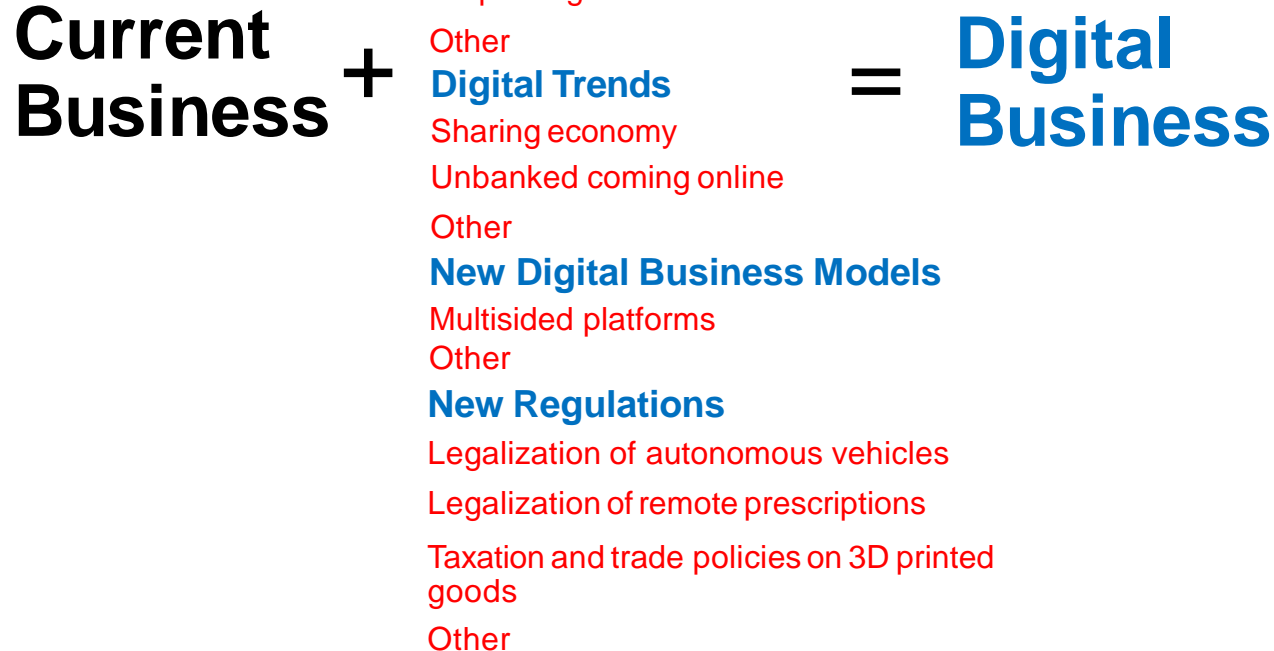 Current
Business
+
Other
Digital Trends
Sharing economy
Unbanked coming online
Other
New Digital Business Models
Multisided platforms
Other
New Regulations
Legalization of autonomous vehicles
Legalization of remote prescriptions
Taxation and trade policies on 3D printed
goods
Other
=
Digital
Business